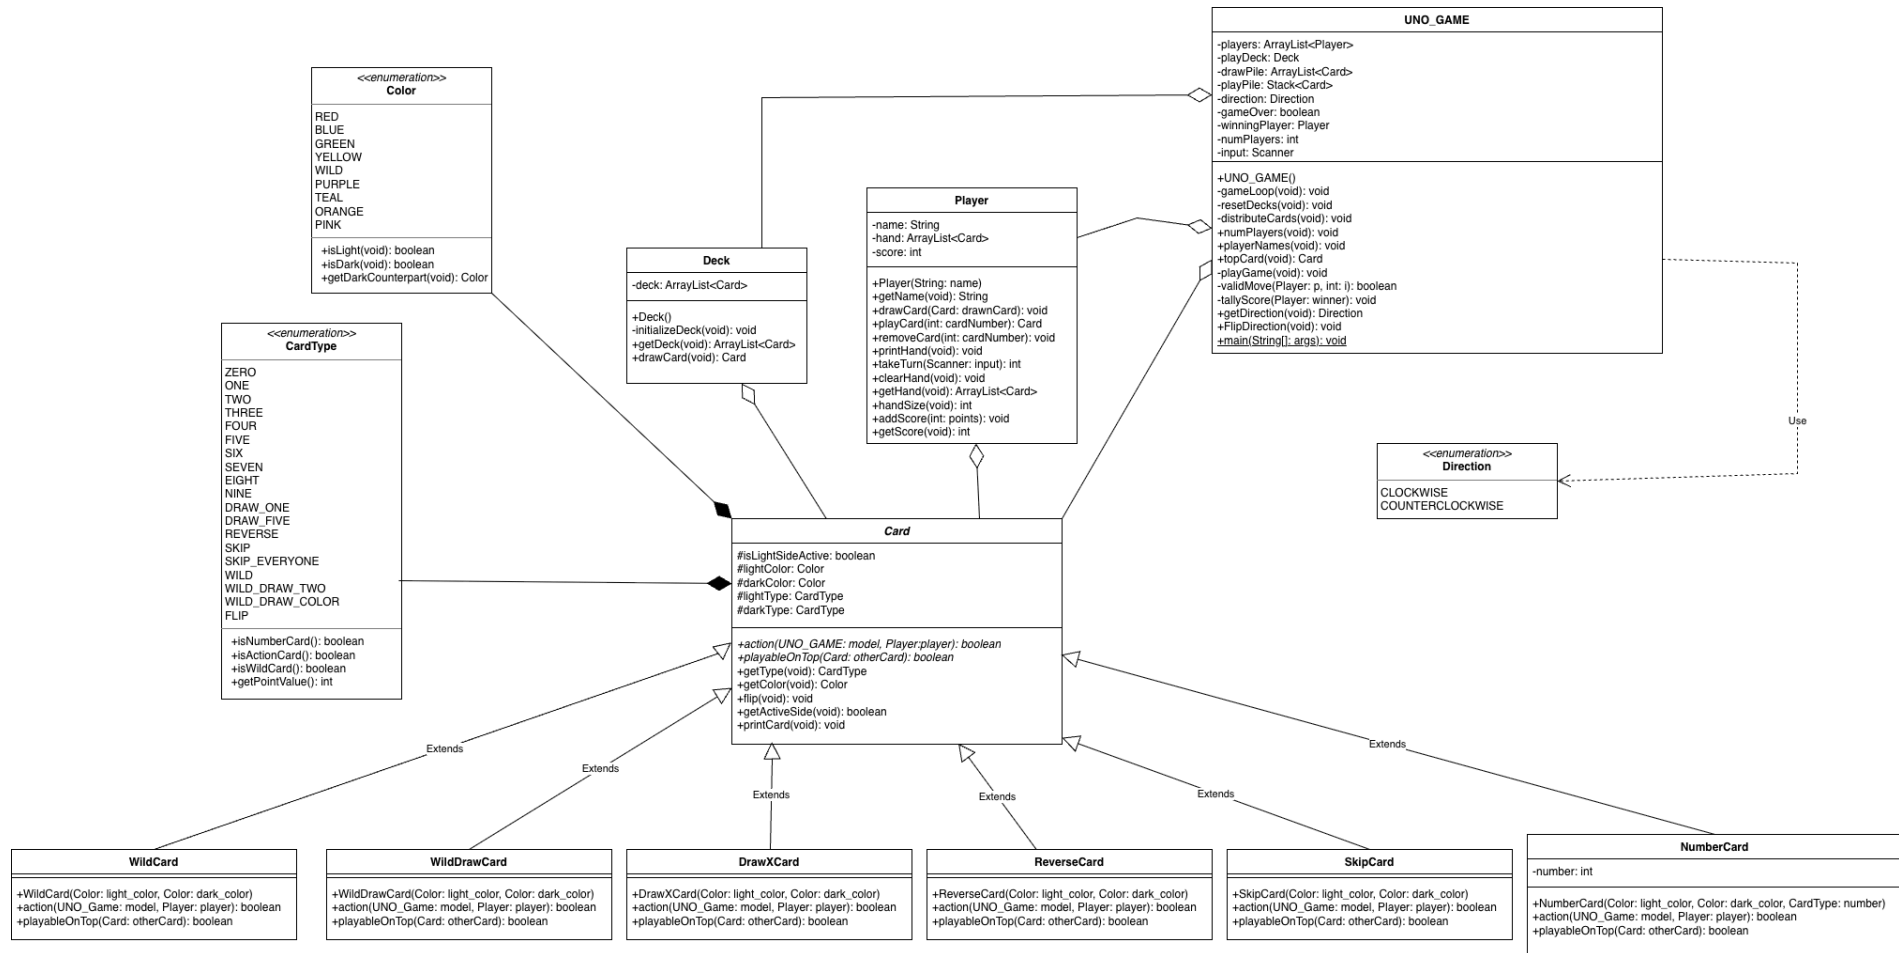 UNO_GAME
-players: ArrayList<Player>
-playDeck: Deck
-drawPile: ArrayList<Card>
-playPile: Stack<Card>
-direction: Direction
-gameOver: boolean
-winningPlayer: Player
-numPlayers: int
-input: Scanner
+UNO_GAME()
-gameLoop(void): void
-resetDecks(void): void
-distributeCards(void): void
+numPlayers(void): void
+playerNames(void): void
+topCard(void): Card
-playGame(void): void
-validMove(Player: p, int: i): boolean
-tallyScore(Player: winner): void
+getDirection(void): Direction
+FlipDirection(void): void
+main(String[]: args): void
<<enumeration>>
Color
RED
BLUE
GREEN
YELLOW
WILD
PURPLE
TEAL
ORANGE
PINK
+isLight(void): boolean
+isDark(void): boolean
+getDarkCounterpart(void): Color
Player
-name: String
-hand: ArrayList<Card>
-score: int
+Player(String: name)
+getName(void): String
+drawCard(Card: drawnCard): void
+playCard(int: cardNumber): Card
+removeCard(int: cardNumber): void
+printHand(void): void
+takeTurn(Scanner: input): int
+clearHand(void): void
+getHand(void): ArrayList<Card>
+handSize(void): int
+addScore(int: points): void
+getScore(void): int
Deck
-deck: ArrayList<Card>
+Deck()
-initializeDeck(void): void
+getDeck(void): ArrayList<Card>
+drawCard(void): Card
<<enumeration>>
CardType
ZERO
ONE
TWO
THREE
FOUR
FIVE
SIX
SEVEN
EIGHT
NINE
DRAW_ONE
DRAW_FIVE
REVERSE
SKIP
SKIP_EVERYONE
WILD
WILD_DRAW_TWO
WILD_DRAW_COLOR
FLIP
+isNumberCard(): boolean
+isActionCard(): boolean
+isWildCard(): boolean
+getPointValue(): int
Use
<<enumeration>>
Direction
CLOCKWISE
COUNTERCLOCKWISE
Card
#isLightSideActive: boolean
#lightColor: Color
#darkColor: Color
#lightType: CardType
#darkType: CardType
+action(UNO_GAME: model, Player:player): boolean
+playableOnTop(Card: otherCard): boolean
+getType(void): CardType
+getColor(void): Color
+flip(void): void
+getActiveSide(void): boolean
+printCard(void): void
Extends
Extends
Extends
Extends
Extends
Extends
WildCard
+WildCard(Color: light_color, Color: dark_color)
+action(UNO_Game: model, Player: player): boolean
+playableOnTop(Card: otherCard): boolean
WildDrawCard
+WildDrawCard(Color: light_color, Color: dark_color)
+action(UNO_Game: model, Player: player): boolean
+playableOnTop(Card: otherCard): boolean
DrawXCard
+DrawXCard(Color: light_color, Color: dark_color)
+action(UNO_Game: model, Player: player): boolean
+playableOnTop(Card: otherCard): boolean
ReverseCard
+ReverseCard(Color: light_color, Color: dark_color)
+action(UNO_Game: model, Player: player): boolean
+playableOnTop(Card: otherCard): boolean
SkipCard
+SkipCard(Color: light_color, Color: dark_color)
+action(UNO_Game: model, Player: player): boolean
+playableOnTop(Card: otherCard): boolean
NumberCard
-number: int
+NumberCard(Color: light_color, Color: dark_color, CardType: number)
+action(UNO_Game: model, Player: player): boolean
+playableOnTop(Card: otherCard): boolean